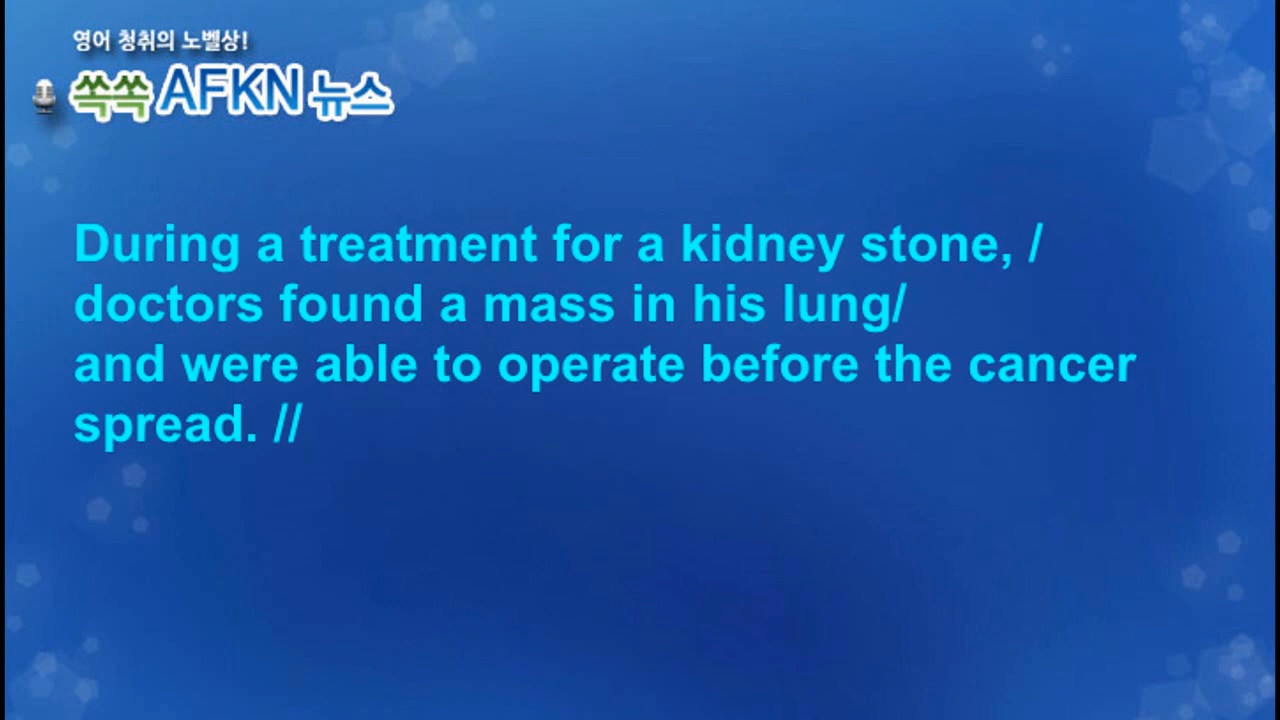 영어 청취의 노벨상!
쏙쏙 AFKN 뉴스
During a treatment for a kidney stone, /
doctors found a mass in his lung/
and were able to operate before the cancer
spread. //